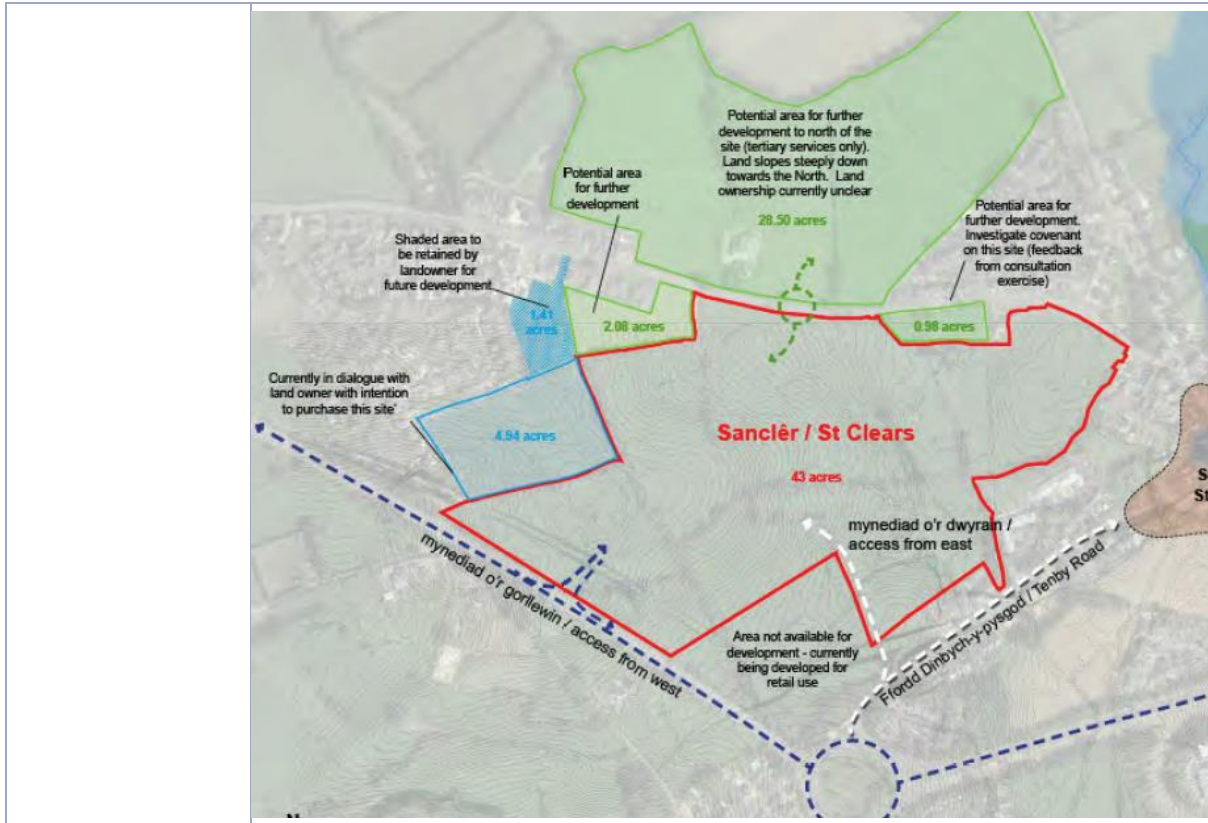 Potential area for further
development to north of the
site (tertiary services only).
Land slopes steeply down
towards the North. Land
ownership currently unclear
28.50 acres
Potential area
for further
development
Potential area for
further development.
Investigate covenant
on this site (feedback
from consultation
exercise)
Shaded area to
be retained by
landowner for
future development
1.41
acres
2.08 acres
0.98 acres
Currently in dialogue with
land owner with intention
to purchase this site'
4.94 acres
Sanclêr / St Clears
43 acres
mynediad o'r dwyrain /
access from east
mynediad o'r gorllewin / access from west
Area not available for
development - currently
being developed for
retail use
Ffordd Dinbych-y-pysgod / Tenby Road
S
St